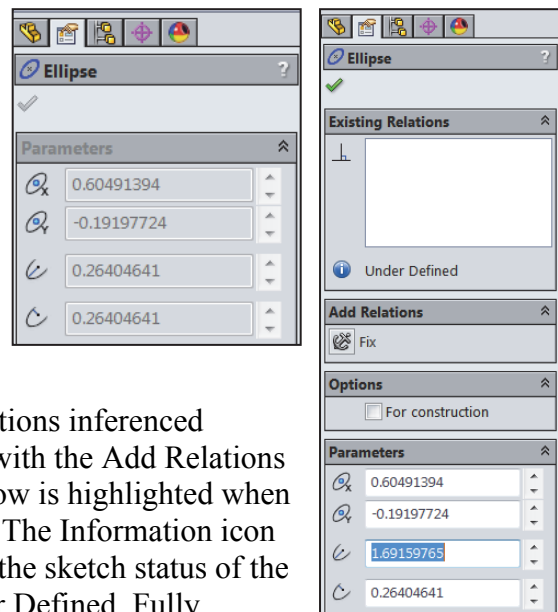 Ellipse
?
Parameters
X 0.60491394
Y -0.19197724
0.26404641
0.26404641
Ellipse
?
Existing Relations
Under Defined
Add Relations
Fix
Options
For construction
Parameters
X 0.60491394
Y -0.19197724
1.69159765
0.26404641
tions inferenced
with the Add Relations
ow is highlighted when
The Information icon
the sketch status of the
r Defined, Fully